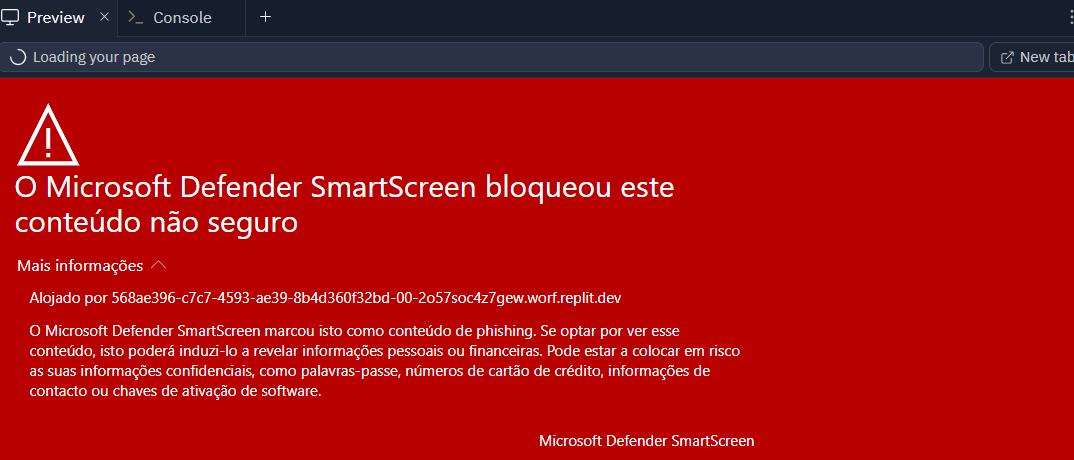 Preview
Console
Loading your page
New tab
O Microsoft Defender SmartScreen bloqueou este
conteúdo não seguro
Mais informações
Alojado por 568ae396-c7c7-4593-ae39-8b4d360f32bd-00-2o57soc4z7gew.worf.replit.dev
O Microsoft Defender SmartScreen marcou isto como conteúdo de phishing. Se optar por ver esse
conteúdo, isto poderá induzi-lo a revelar informações pessoais ou financeiras. Pode estar a colocar em risco
as suas informações confidenciais, como palavras-passe, números de cartão de crédito, informações de
contacto ou chaves de ativação de software.
Microsoft Defender SmartScreen